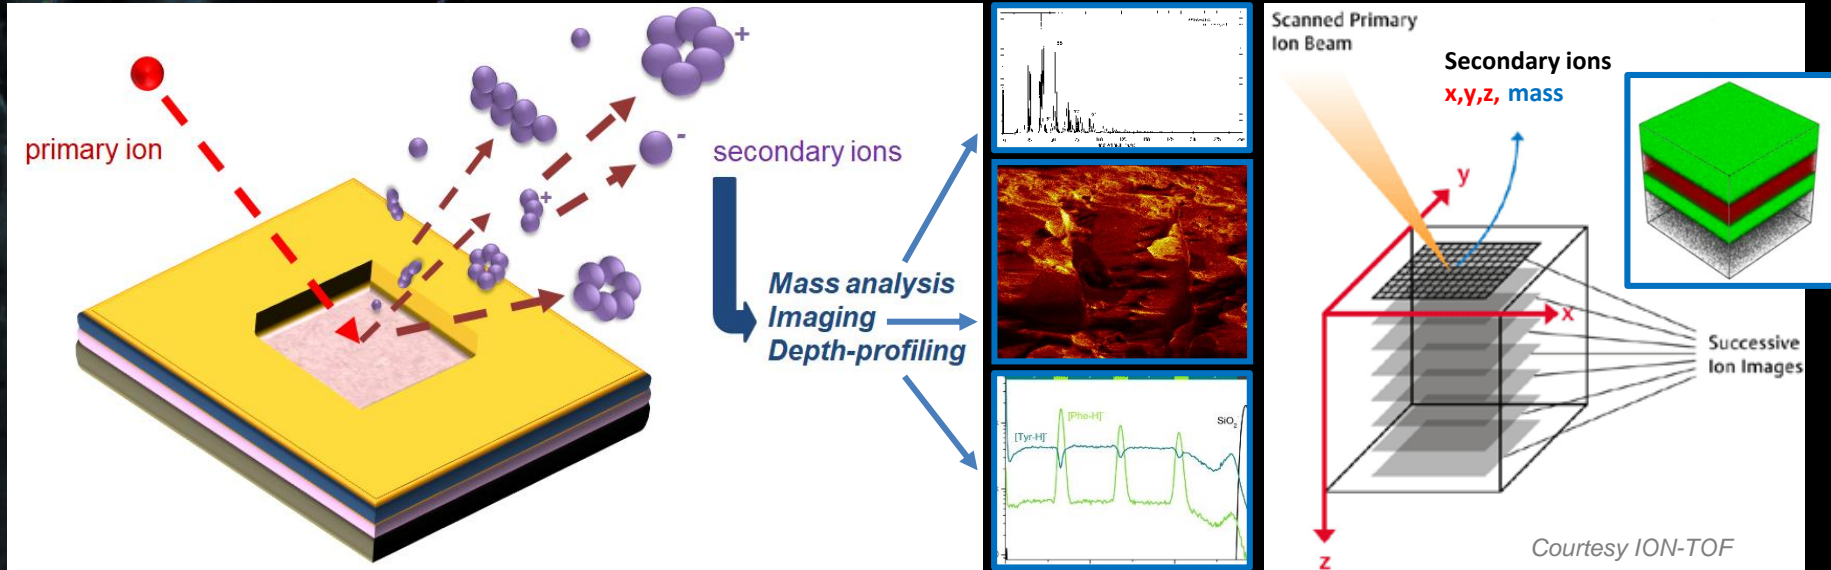 primary ion
+
-
+
secondary ions
Mass analysis
Imaging
Depth-profiling
[Phe-H]-
[Tyr-H]-
SiO2
Scanned Primary
Ion Beam
Secondary ions
x,y,z, mass
y
x
z
Successive
Ion Images
Courtesy ION-TOF